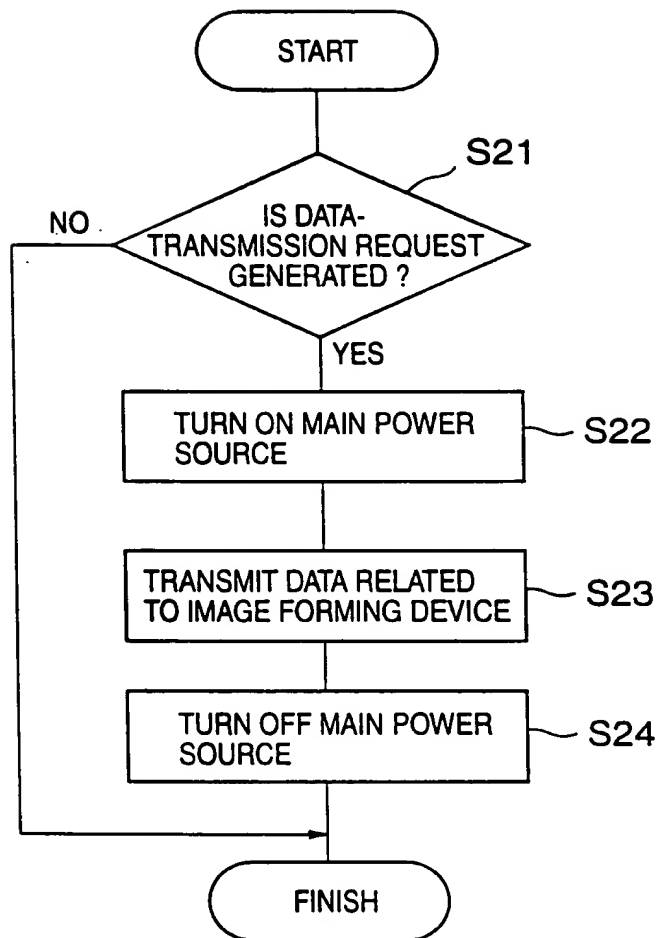 START
S21
NO
IS DATA-
TRANSMISSION REQUEST
GENERATED ?
YES
TURN ON MAIN POWER
SOURCE
S22
TRANSMIT DATA RELATED
TO IMAGE FORMING DEVICE
S23
TURN OFF MAIN POWER
SOURCE
S24
FINISH